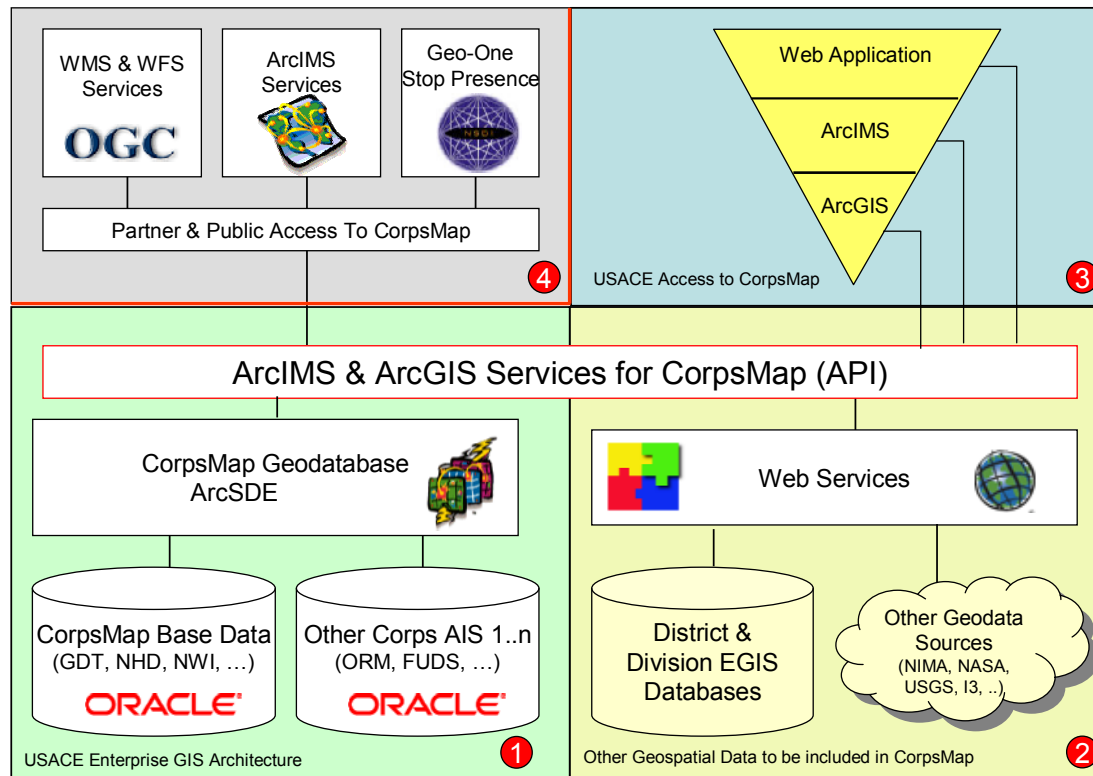 WMS & WFS
Services
OGC
ArcIMS
Services
Geo-One
Stop Presence
NSDI
Partner & Public Access To CorpsMap
4
Web Application
ArcIMS
ArcGIS
USACE Access to CorpsMap
3
ArcIMS & ArcGIS Services for CorpsMap (API)
CorpsMap Geodatabase
ArcSDE
CorpsMap Base Data
(GDT, NHD, NWI, …)
ORACLE®
Other Corps AIS 1..n
(ORM, FUDS, …)
ORACLE®
USACE Enterprise GIS Architecture
1
Web Services
District &
Division EGIS
Databases
Other Geodata
Sources
(NIMA, NASA,
USGS, I3, ..)
Other Geospatial Data to be included in CorpsMap
2